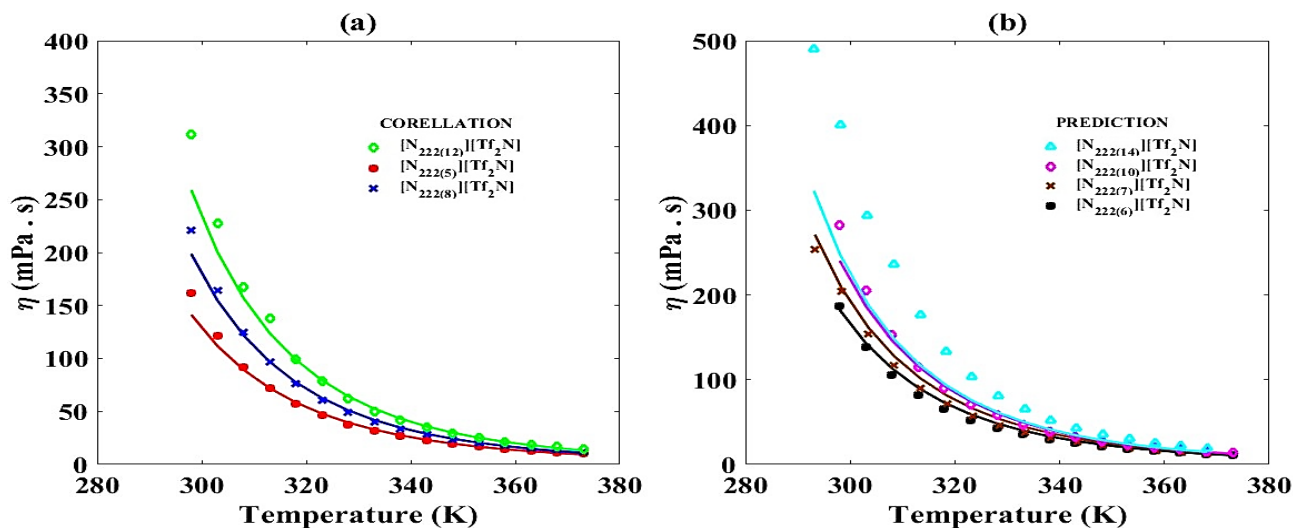 (a)
400
350
300
250
200
150
100
50
0
η (mPa . s)
CORELLATION
[N222(12)][Tf2N]
[N222(5)][Tf2N]
[N222(8)][Tf2N]
280 300 320 340 360 380
Temperature (K)
(b)
500
400
300
200
100
0
η (mPa . s)
PREDICTION
[N222(14)][Tf2N]
[N222(10)][Tf2N]
[N222(7)][Tf2N]
[N222(6)][Tf2N]
280 300 320 340 360 380
Temperature (K)